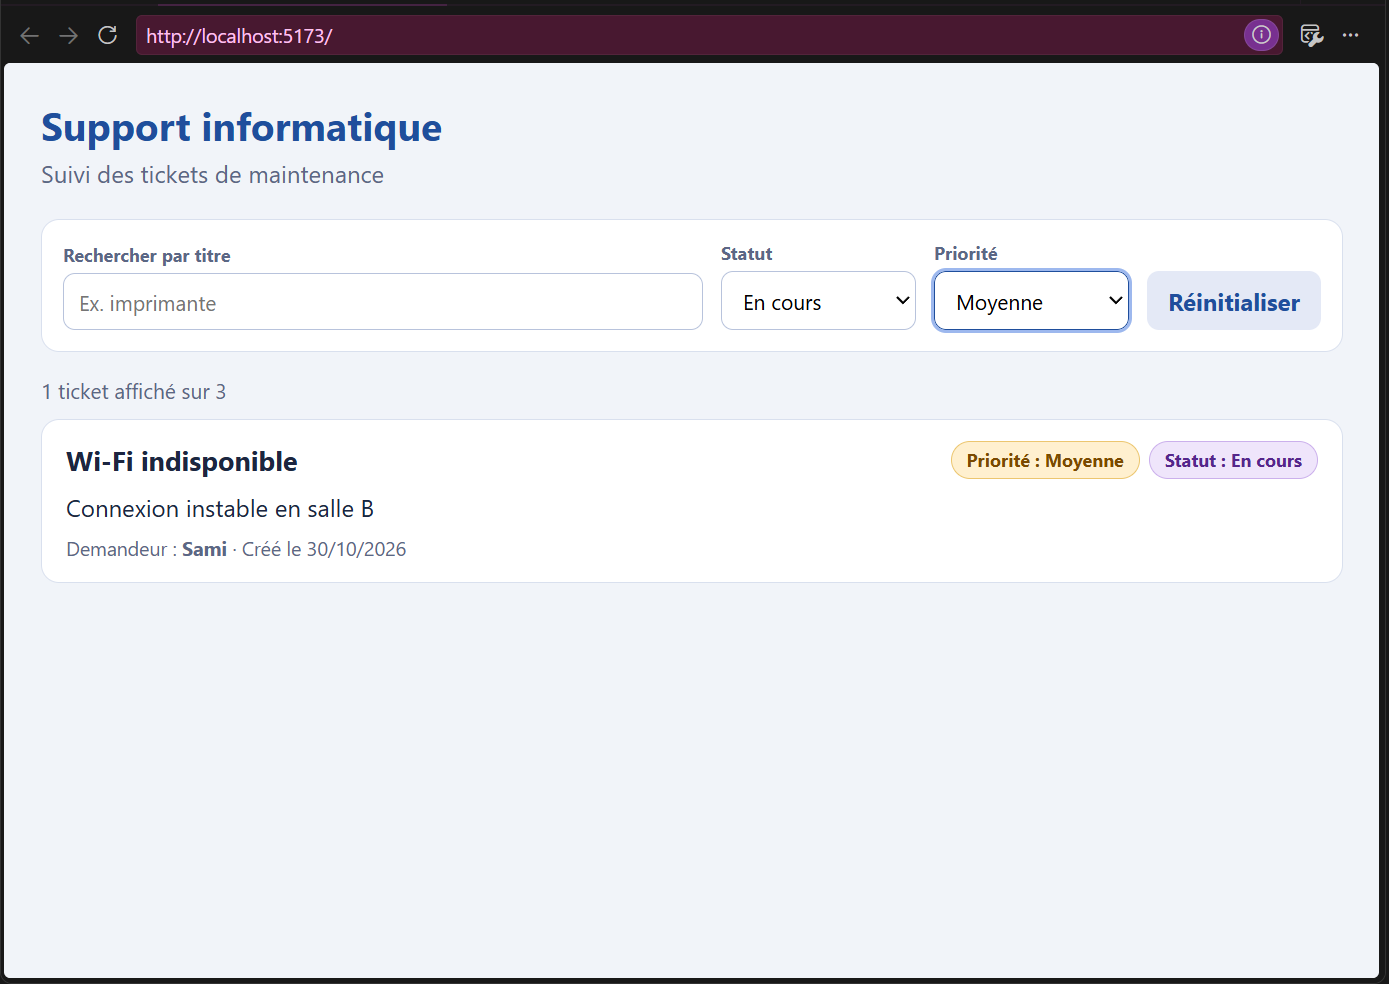 http://localhost:5173/
Support informatique
Suivi des tickets de maintenance
Rechercher par titre
Statut
Priorité
Ex. imprimante
En cours
Moyenne
Réinitialiser
1 ticket affiché sur 3
Wi-Fi indisponible
Priorité : Moyenne
Statut : En cours
Connexion instable en salle B
Demandeur : Sami · Créé le 30/10/2026